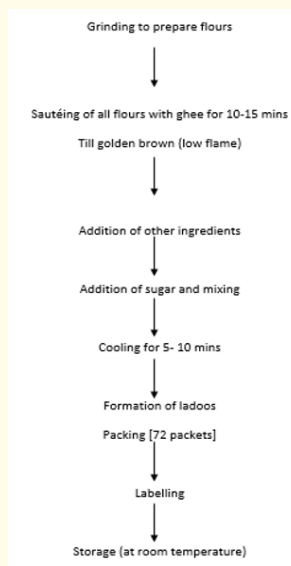 Grinding to prepare flours
Sautéing of all flours with ghee for 10-15 mins
Till golden brown (low flame)
Addition of other ingredients
Addition of sugar and mixing
Cooling for 5- 10 mins
Formation of ladoos
Packing [72 packets]
Labelling
Storage (at room temperature)